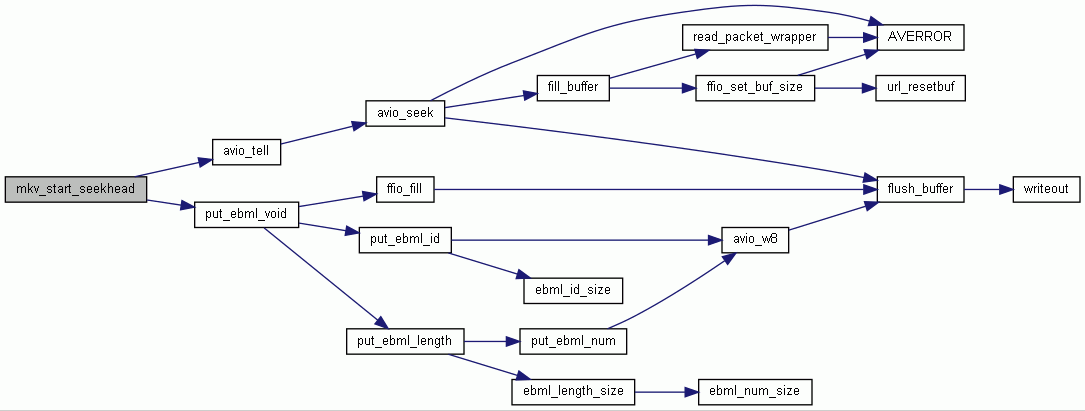 read_packet_wrapper
AVERROR
fill_buffer
ffio_set_buf_size
url_resetbuf
avio_seek
avio_tell
mkv_start_seekhead
ffio_fill
flush_buffer
writeout
put_ebml_void
put_ebml_id
avio_w8
ebml_id_size
put_ebml_length
put_ebml_num
ebml_length_size
ebml_num_size